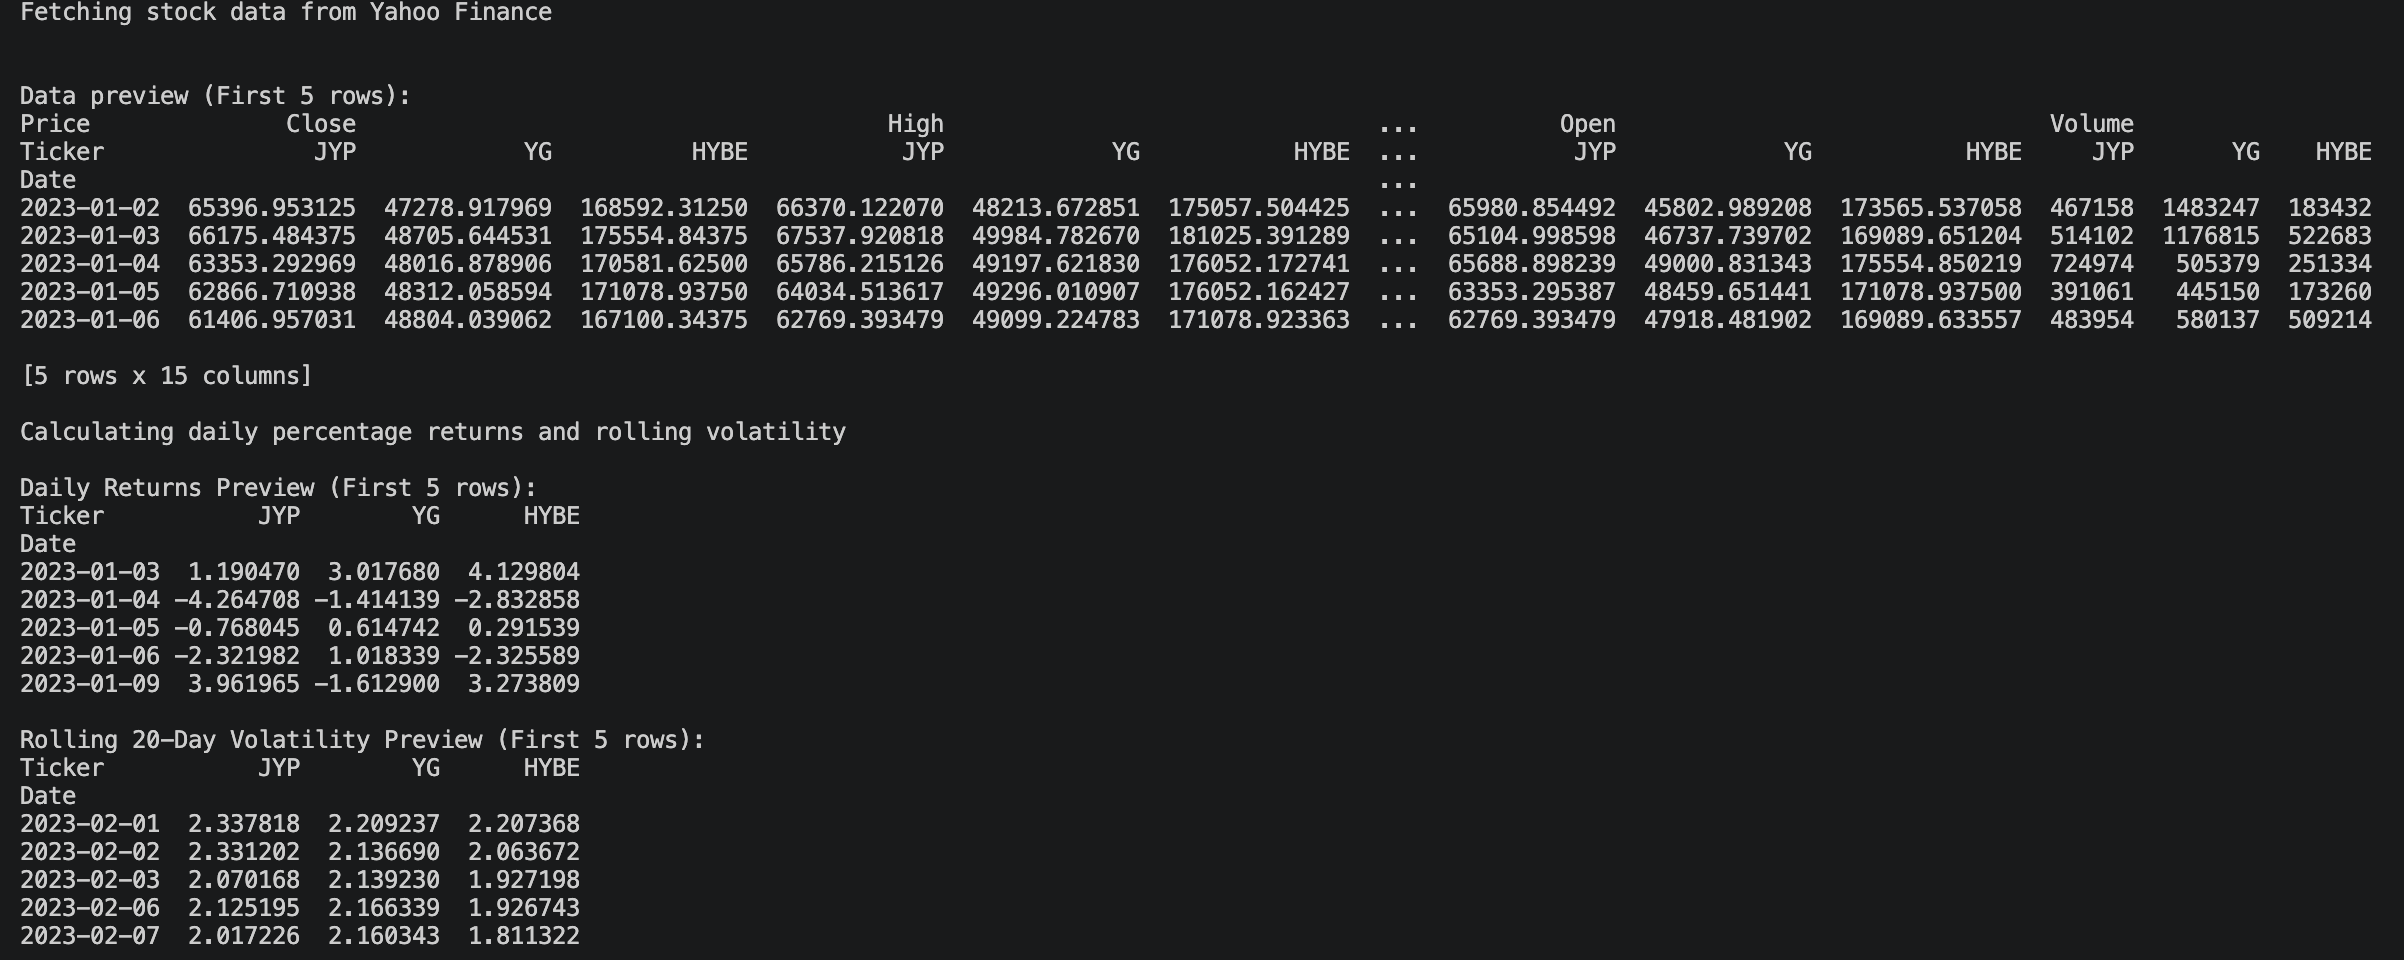 Fetching stock data from Yahoo Finance
Data preview (First 5 rows):
Price              Close                                      High                               ...          Open                               Volume
Ticker               JYP            YG          HYBE           JYP            YG          HYBE  ...           JYP            YG          HYBE     JYP       YG    HYBE
Date                                                                                             ...
2023-01-02  65396.953125  47278.917969  168592.31250  66370.122070  48213.672851  175057.504425  ...  65980.854492  45802.989208  173565.537058  467158  1483247  183432
2023-01-03  66175.484375  48705.644531  175554.84375  67537.920818  49984.782670  181025.391289  ...  65104.998598  46737.739702  169089.651204  514102  1176815  522683
2023-01-04  63353.292969  48016.878906  170581.62500  65786.215126  49197.621830  176052.172741  ...  65688.898239  49000.831343  175554.850219  724974   505379  251334
2023-01-05  62866.710938  48312.058594  171078.93750  64034.513617  49296.010907  176052.162427  ...  63353.295387  48459.651441  171078.937500  391061   445150  173260
2023-01-06  61406.957031  48804.039062  167100.34375  62769.393479  49099.224783  171078.923363  ...  62769.393479  47918.481902  169089.633557  483954   580137  509214
[5 rows x 15 columns]
Calculating daily percentage returns and rolling volatility
Daily Returns Preview (First 5 rows):
Ticker           JYP        YG      HYBE
Date
2023-01-03  1.190470  3.017680  4.129804
2023-01-04 -4.264708 -1.414139 -2.832858
2023-01-05 -0.768045  0.614742  0.291539
2023-01-06 -2.321982  1.018339 -2.325589
2023-01-09  3.961965 -1.612900  3.273809
Rolling 20-Day Volatility Preview (First 5 rows):
Ticker           JYP        YG      HYBE
Date
2023-02-01  2.337818  2.209237  2.207368
2023-02-02  2.331202  2.136690  2.063672
2023-02-03  2.070168  2.139230  1.927198
2023-02-06  2.125195  2.166339  1.926743
2023-02-07  2.017226  2.160343  1.811322